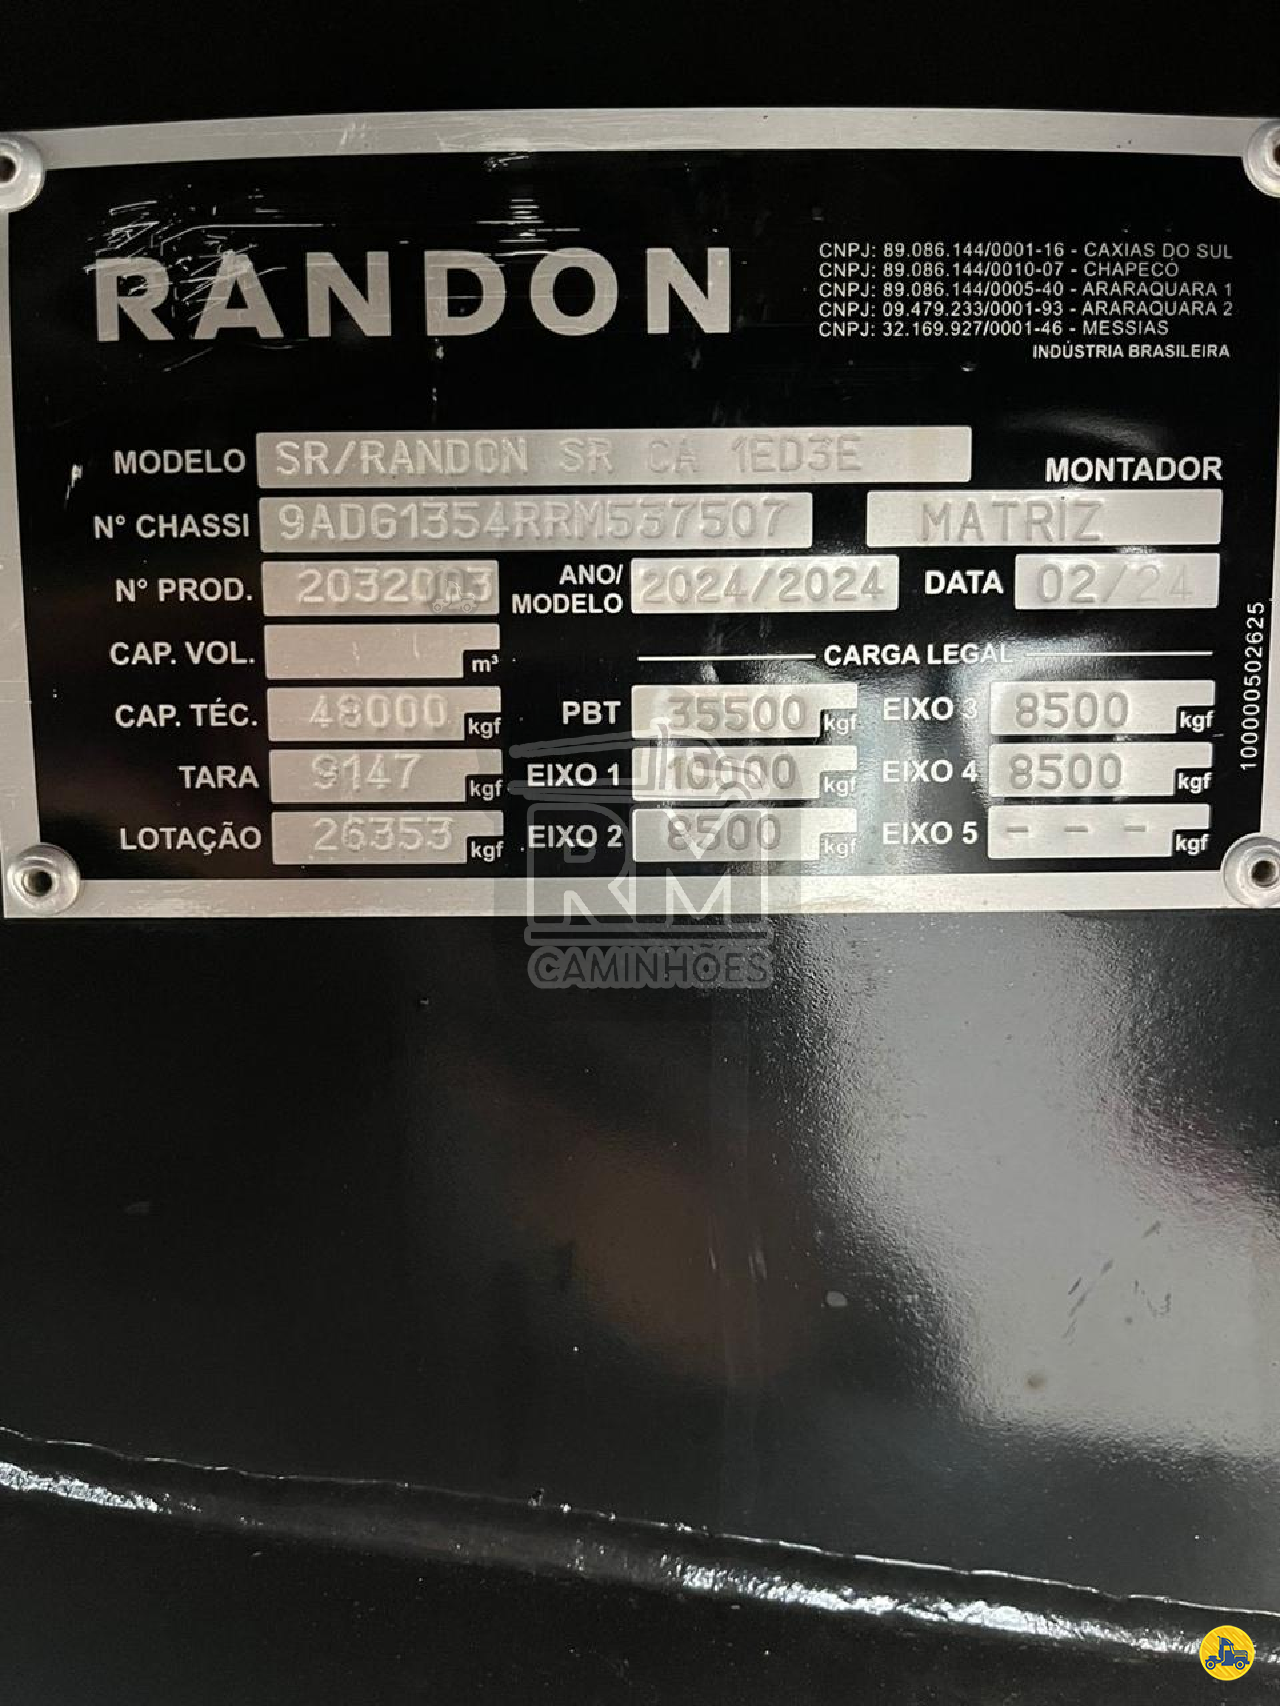 RANDON
CNPJ: 89.086.144/0001-16 - CAXIAS DO SUL
CNPJ: 89.086.144/0010-07 - CHAPECÓ
CNPJ: 89.086.144/0005-40 - ARARAQUARA 1
CNPJ: 09.479.233/0001-93 - ARARAQUARA 2
CNPJ: 32.169.927/0001-46 - MESSIAS
INDÚSTRIA BRASILEIRA
MODELO SR/RANDON SR CA 1ED3E
MONTADOR
N° CHASSI 9ADG1354RRM537507 MATRIZ
N° PROD. 2032003 ANO/MODELO 2024/2024 DATA 02/24
CAP. VOL. m³ CARGA LEGAL
CAP. TÉC. 48000 kgf PBT 35500 kgf EIXO 3 8500 kgf
TARA 9147 kgf EIXO 1 10000 kgf EIXO 4 8500 kgf
LOTAÇÃO 26353 kgf EIXO 2 8500 kgf EIXO 5 - - - kgf
100000502625
RM
CAMINHÕES